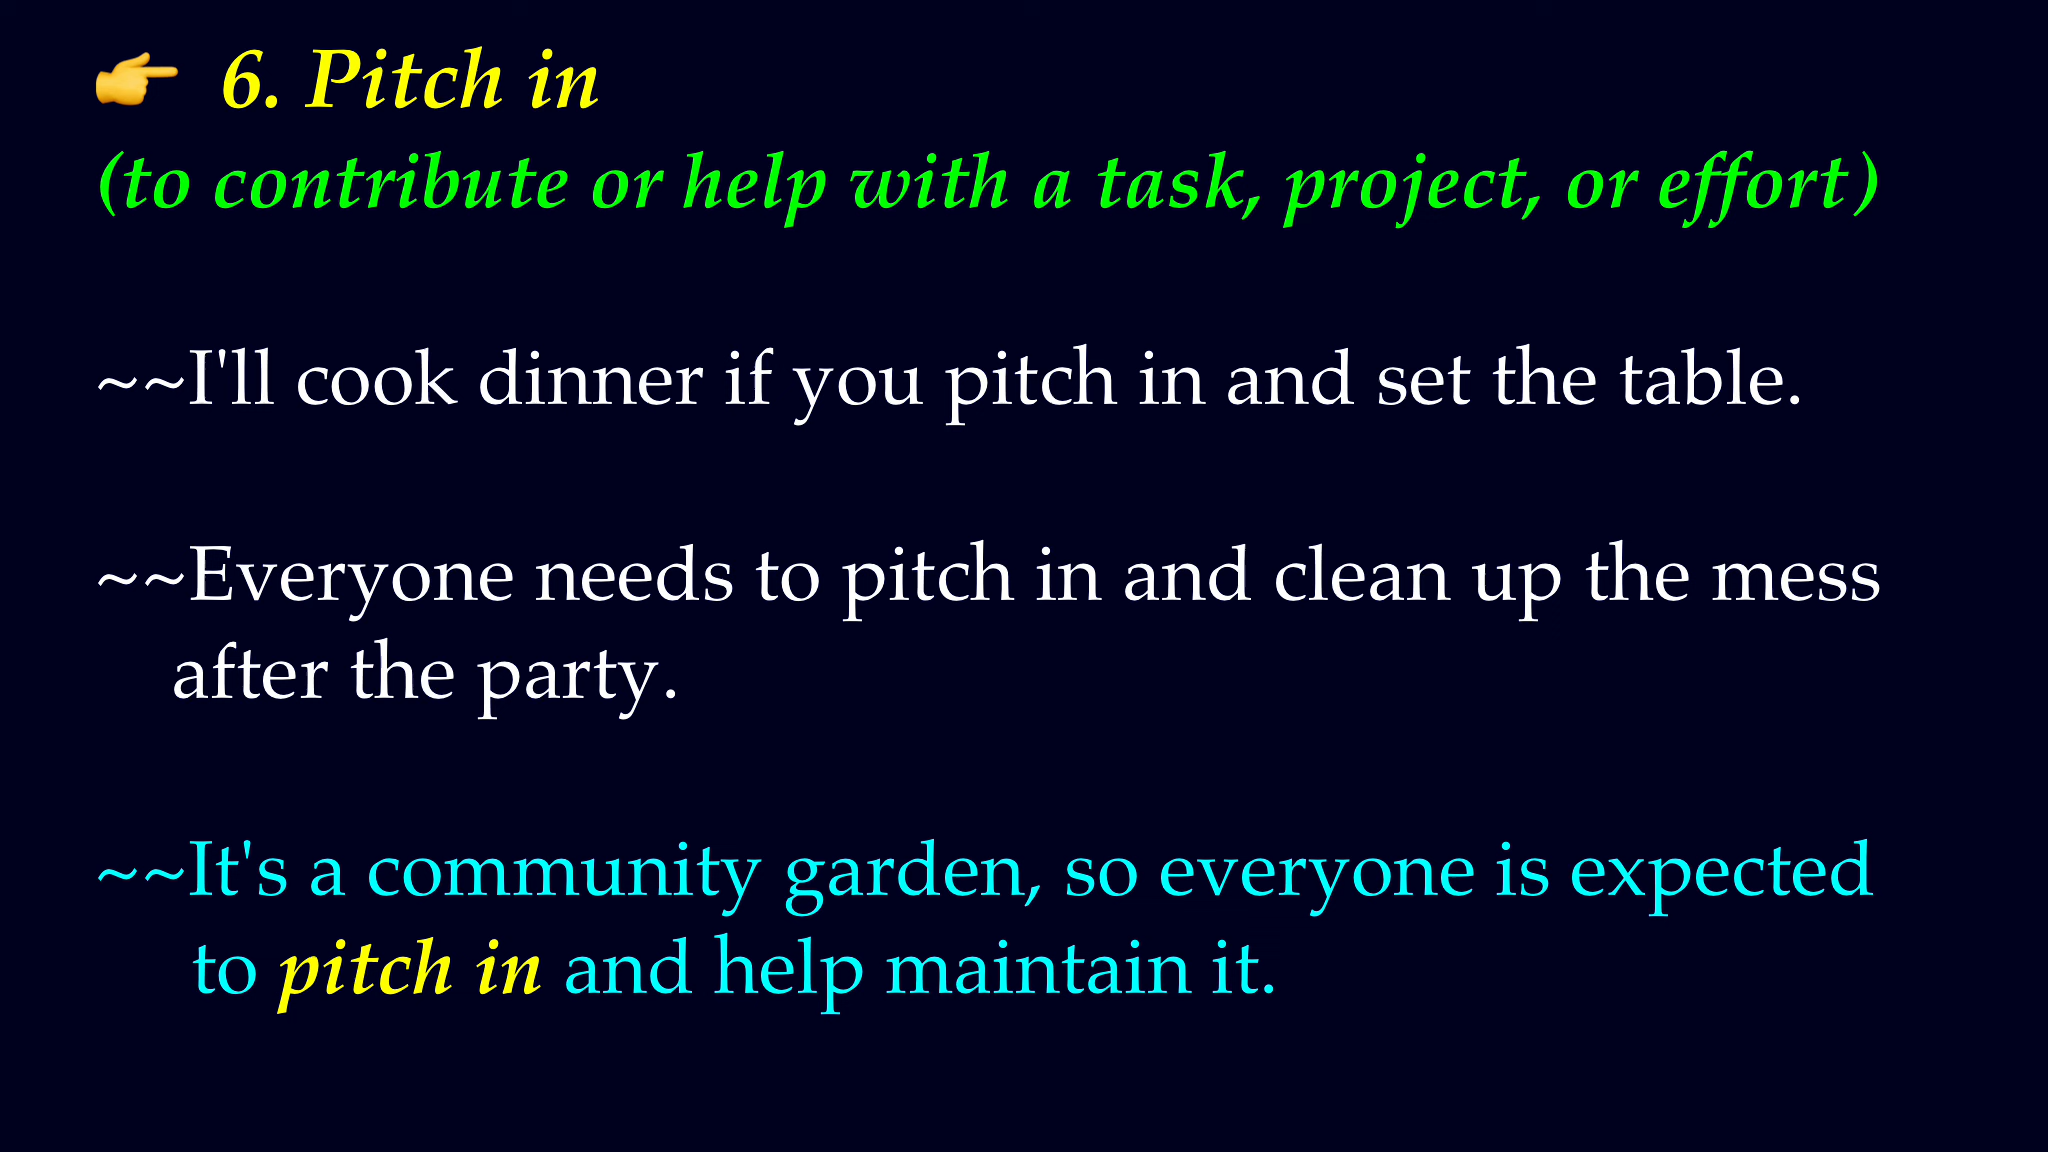 👉 6. Pitch in
(to contribute or help with a task, project, or effort)
~~I'll cook dinner if you pitch in and set the table.
~~Everyone needs to pitch in and clean up the mess
after the party.
~~It's a community garden, so everyone is expected
to pitch in and help maintain it.